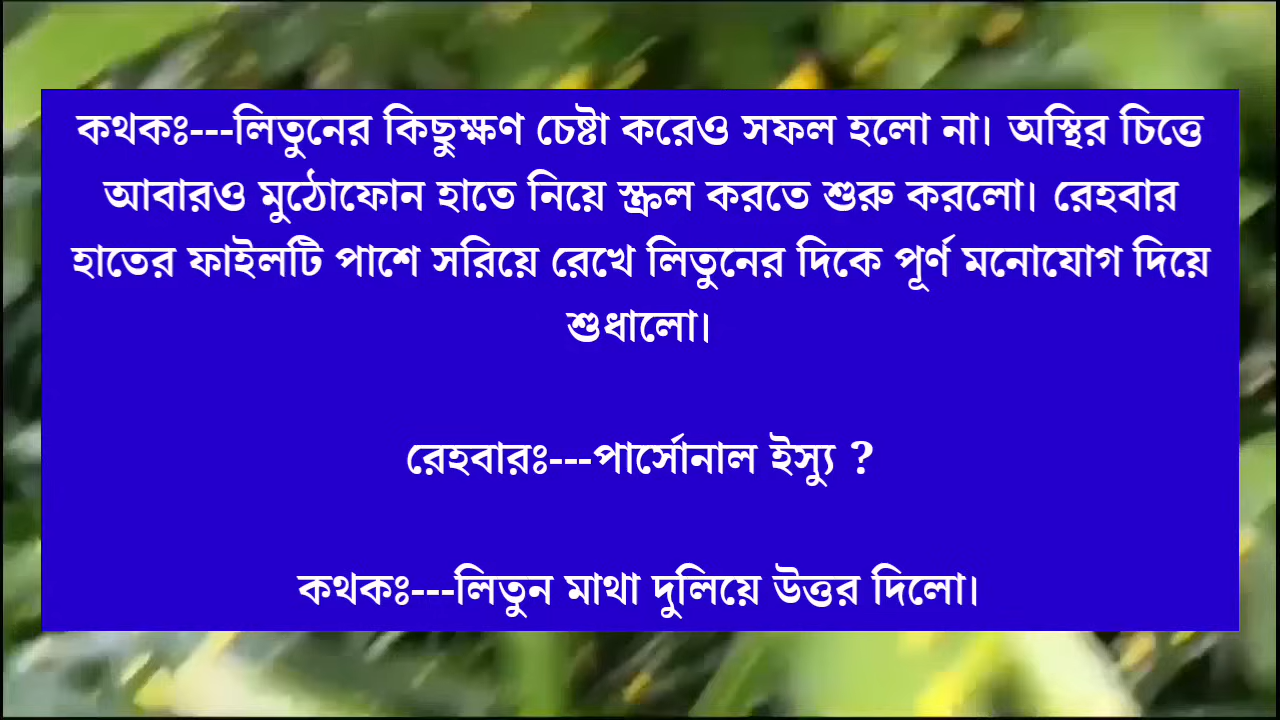 কথকঃ---লিতুনের কিছুক্ষণ চেষ্টা করেও সফল হলো না। অস্থির চিত্তে
আবারও মুঠোফোন হাতে নিয়ে স্ক্রল করতে শুরু করলো। রেহবার
হাতের ফাইলটি পাশে সরিয়ে রেখে লিতুনের দিকে পূর্ণ মনোযোগ দিয়ে
শুধালো।
রেহবারঃ---পার্সোনাল ইস্যু ?
কথকঃ---লিতুন মাথা দুলিয়ে উত্তর দিলো।